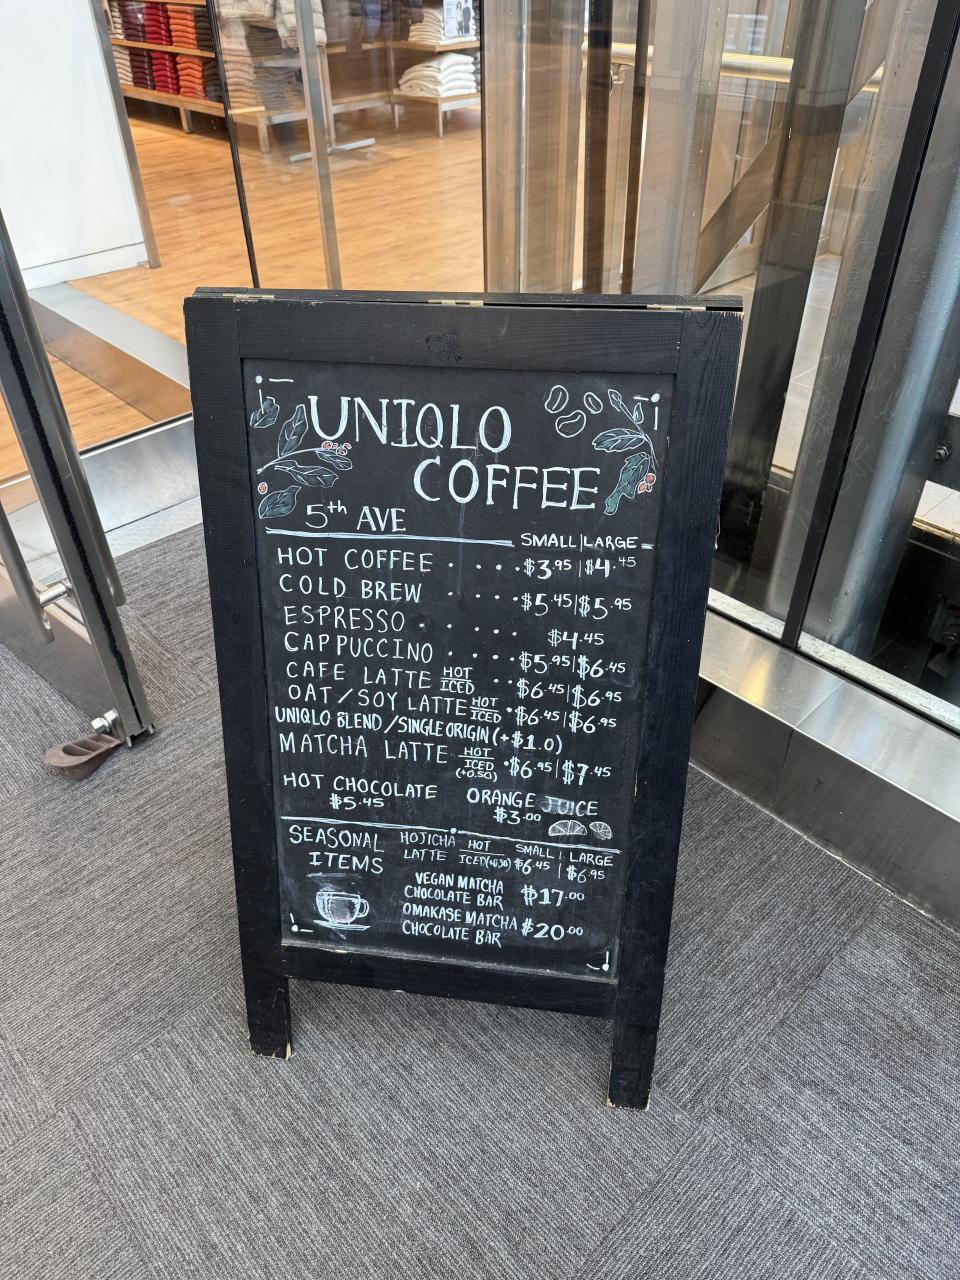 UNIQLO
COFFEE
5th AVE
SMALL|LARGE
HOT COFFEE . . . . $3.95|$4.45
COLD BREW . . . . $5.45|$5.95
ESPRESSO . . . . $4.45
CAPPUCCINO . . . . $5.95|$6.45
CAFE LATTE HOT/ICED . . $6.45|$6.95
OAT/SOY LATTE HOT/ICED . $6.45|$6.95
UNIQLO BLEND/SINGLE ORIGIN (+$1.0)
MATCHA LATTE HOT/ICED (+0.50) . $6.95|$7.45
HOT CHOCOLATE
$5.45
ORANGE JUICE
$3.00
SEASONAL
ITEMS
HOJICHA HOT SMALL | LARGE
LATTE ICED(+0.50) $6.45 | $6.95
VEGAN MATCHA
CHOCOLATE BAR $17.00
OMAKASE MATCHA
CHOCOLATE BAR $20.00